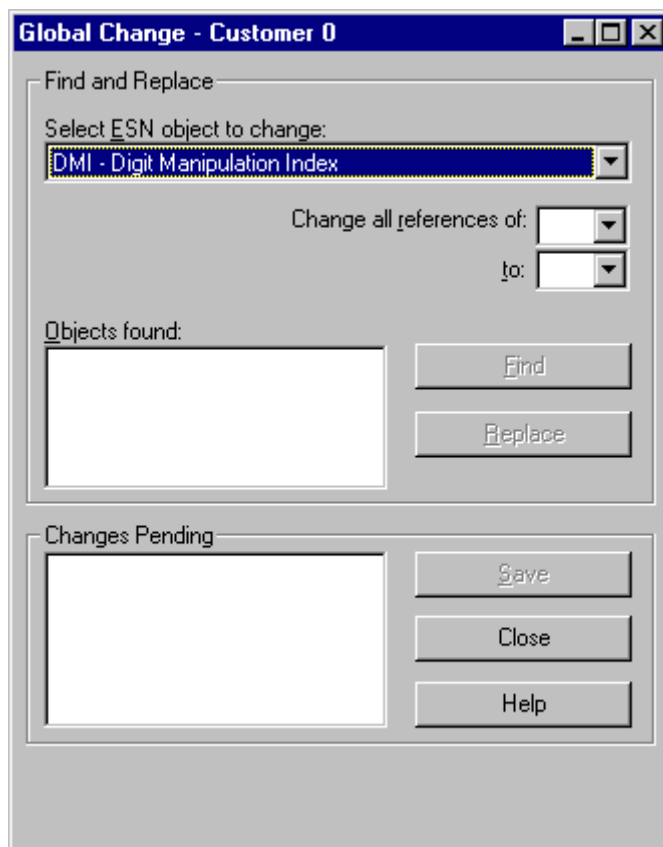 Global Change - Customer 0
Find and Replace
Select ESN object to change:
DMI - Digit Manipulation Index
Change all references of:
to:
Objects found:
Find
Replace
Changes Pending
Save
Close
Help